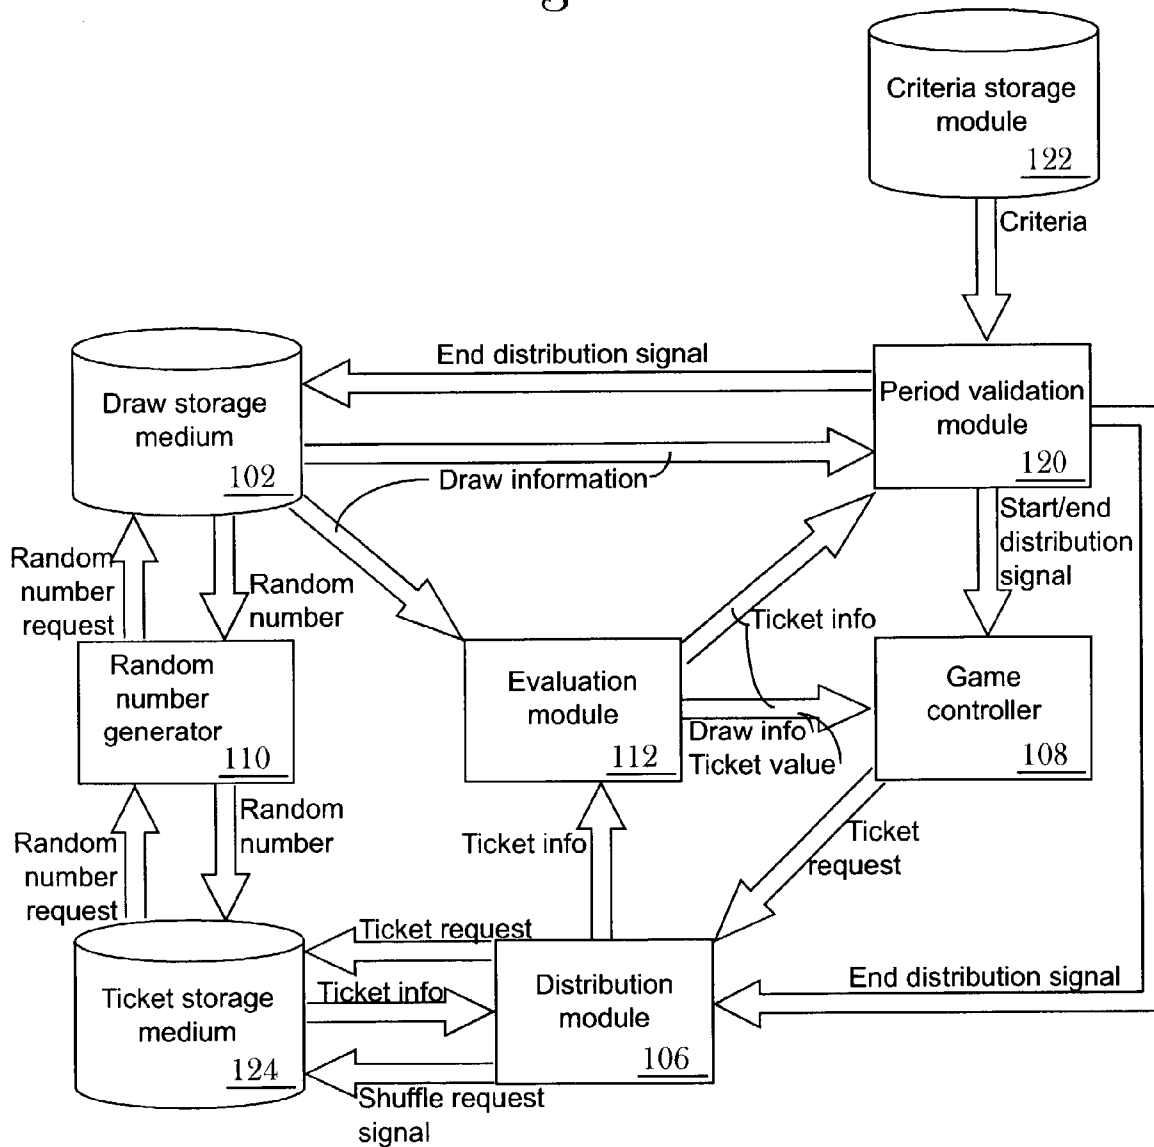 Criteria storage
module
122
Criteria
End distribution signal
Draw storage
medium
102
Period validation
module
120
Draw information
Start/end
distribution
signal
Random
number
request
Random
number
Ticket info
Random
number
generator
110
Evaluation
module
112
Draw info
Ticket value
Game
controller
108
Random
number
request
Random
number
Ticket info
Ticket
request
Ticket request
Ticket info
Ticket storage
medium
124
Distribution
module
106
End distribution signal
Shuffle request
signal